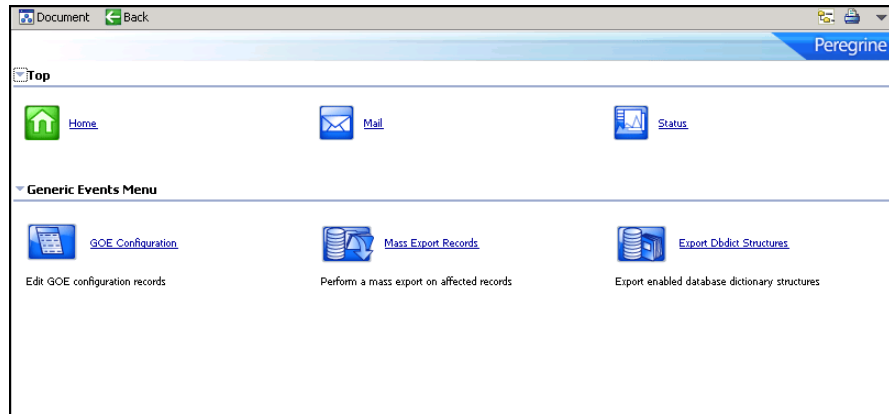 Document Back
Peregrine
Top
Home Mail Status
Generic Events Menu
GOE Configuration Mass Export Records Export Dbdict Structures
Edit GOE configuration records Perform a mass export on affected records Export enabled database dictionary structures